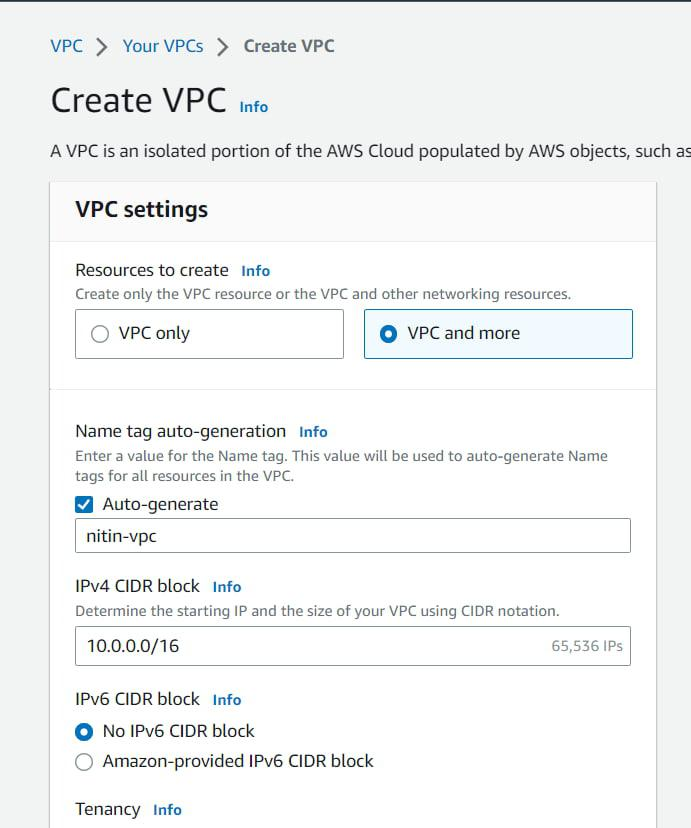 VPC > Your VPCs > Create VPC
Create VPC Info
A VPC is an isolated portion of the AWS Cloud populated by AWS objects, such as
VPC settings
Resources to create Info
Create only the VPC resource or the VPC and other networking resources.
VPC only
VPC and more
Name tag auto-generation Info
Enter a value for the Name tag. This value will be used to auto-generate Name
tags for all resources in the VPC.
Auto-generate
nitin-vpc
IPv4 CIDR block Info
Determine the starting IP and the size of your VPC using CIDR notation.
10.0.0.0/16 65,536 IPs
IPv6 CIDR block Info
No IPv6 CIDR block
Amazon-provided IPv6 CIDR block
Tenancy Info